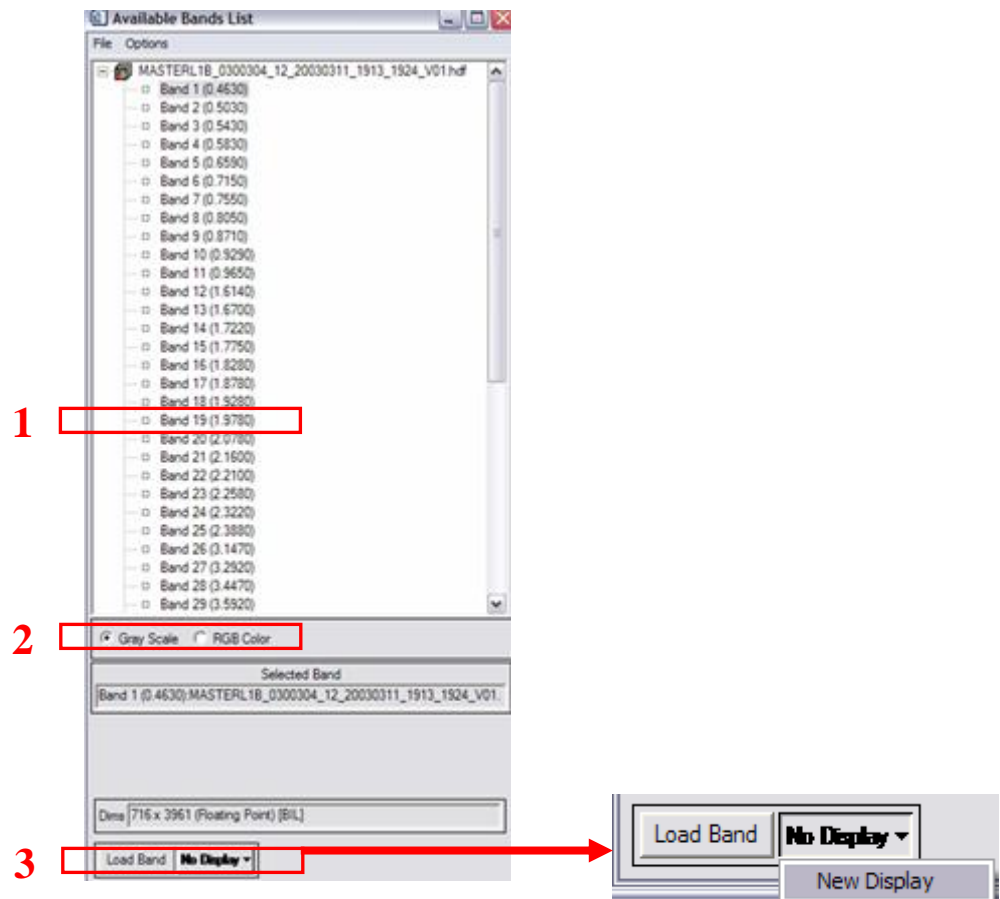 Available Bands List
File Options
MASTERL1B_0300304_12_20030311_1913_1924_V01.hdf
Band 1 (0.4630)
Band 2 (0.5030)
Band 3 (0.5430)
Band 4 (0.5830)
Band 5 (0.6590)
Band 6 (0.7150)
Band 7 (0.7550)
Band 8 (0.8050)
Band 9 (0.8710)
Band 10 (0.9290)
Band 11 (0.9650)
Band 12 (1.6140)
Band 13 (1.6700)
Band 14 (1.7220)
Band 15 (1.7750)
Band 16 (1.8280)
Band 17 (1.8780)
Band 18 (1.9280)
1 Band 19 (1.9780)
Band 20 (2.0780)
Band 21 (2.1600)
Band 22 (2.2100)
Band 23 (2.2580)
Band 24 (2.3220)
Band 25 (2.3880)
Band 26 (3.1470)
Band 27 (3.2920)
Band 28 (3.4470)
Band 29 (3.5920)
2 Gray Scale RGB Color
Selected Band
Band 1 (0.4630):MASTERL1B_0300304_12_20030311_1913_1924_V01.
Dims 716 x 3961 (Floating Point) [BIL]
3 Load Band No Display
Load Band No Display
New Display